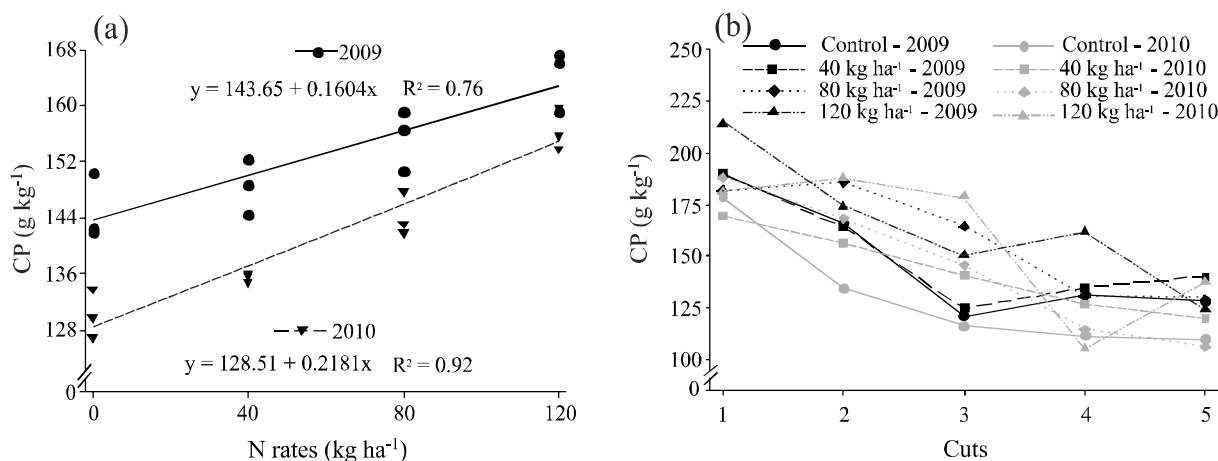 (a)
168
160
152
144
136
128
0
CP (g kg⁻¹)
2009
y = 143.65 + 0.1604x R² = 0.76
2010
y = 128.51 + 0.2181x R² = 0.92
0 40 80 120
N rates (kg ha⁻¹)
(b)
250
225
200
175
150
125
100
0
CP (g kg⁻¹)
Control - 2009
40 kg ha⁻¹ - 2009
80 kg ha⁻¹ - 2009
120 kg ha⁻¹ - 2009
Control - 2010
40 kg ha⁻¹ - 2010
80 kg ha⁻¹ - 2010
120 kg ha⁻¹ - 2010
1 2 3 4 5
Cuts